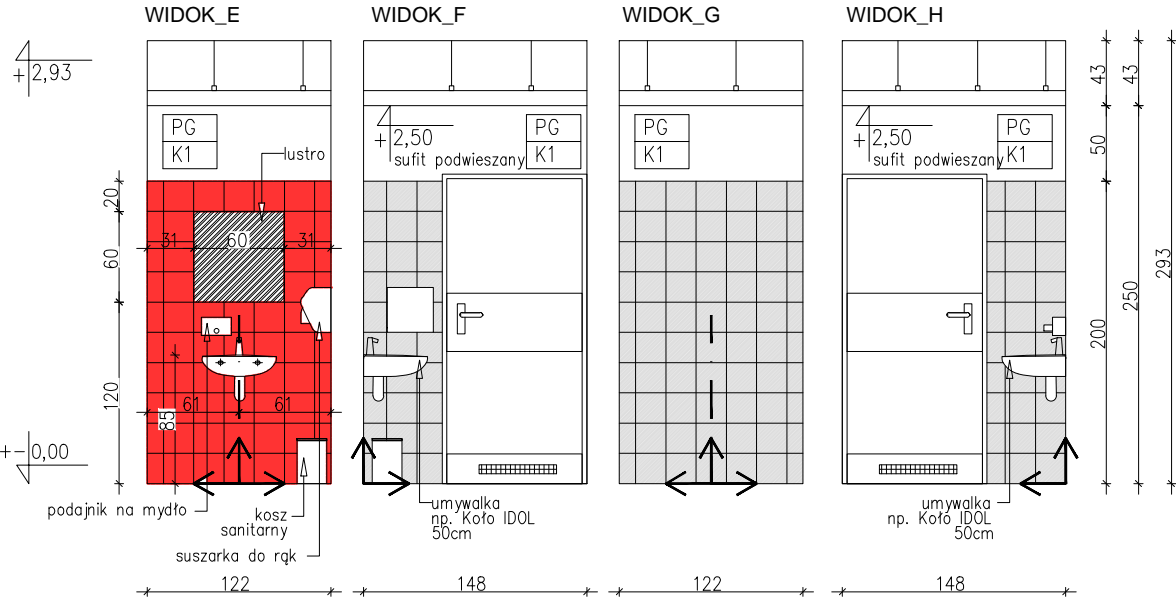 WIDOK_E
WIDOK_F
WIDOK_G
WIDOK_H
+2,93
PG
K1
lustro
+2,50
sufit podwieszany
PG
K1
PG
K1
+2,50
sufit podwieszany
PG
K1
43
43
50
20
31
60
31
60
293
250
200
120
61
61
85
+-0,00
podajnik na mydło
kosz
sanitarny
suszarka do rąk
umywalka
np. Koło IDOL
50cm
umywalka
np. Koło IDOL
50cm
122
148
122
148